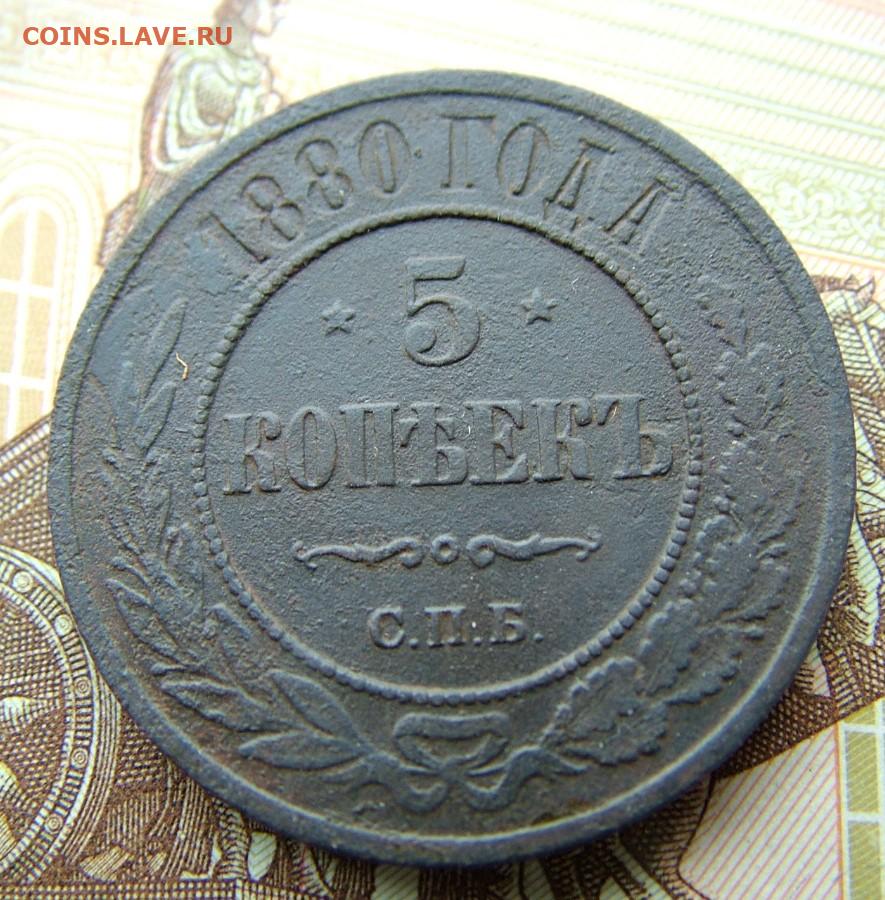 COINS.LAVE.RU
1880 ГОДА
5
КОПѢЕКЪ
С.П.Б.